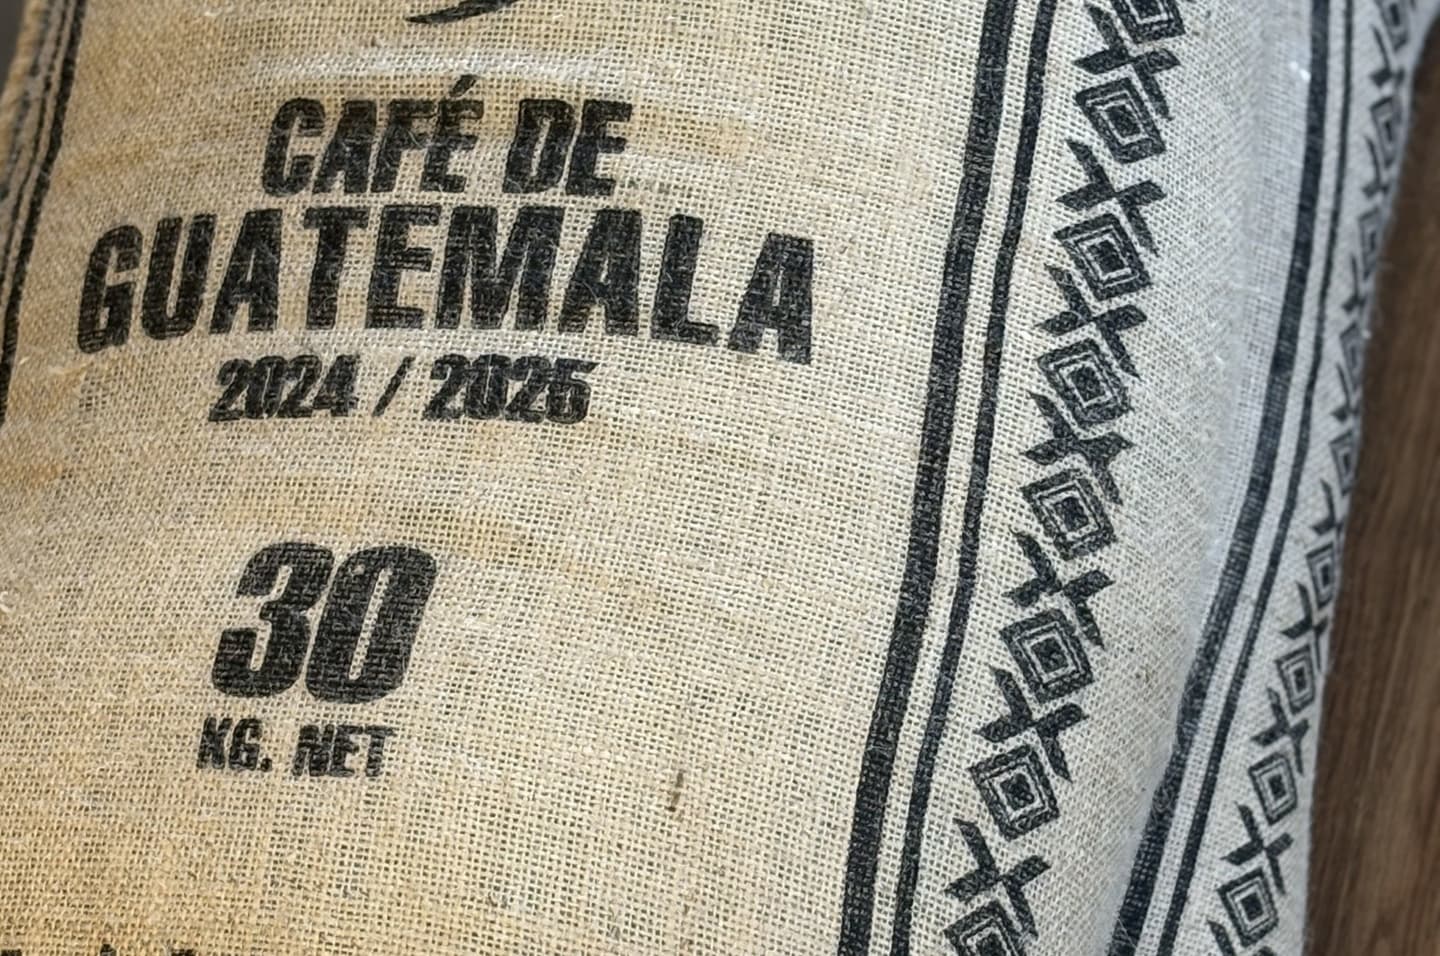 CAFÉ DE
GUATEMALA
2024 / 2025
30
KG. NET